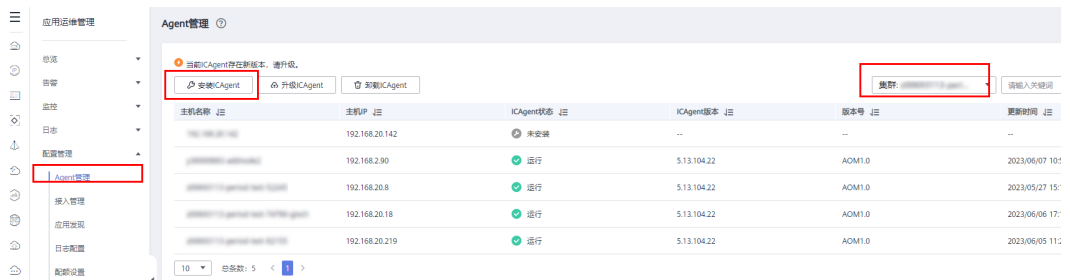 应用运维管理
Agent管理
总览
当前ICAgent存在新版本，请升级。
告警
安装ICAgent
升级ICAgent
卸载ICAgent
集群:
请输入关键词
监控
主机名称
主机IP
ICAgent状态
ICAgent版本
版本号
更新时间
日志
192.168.20.142
未安装
--
--
--
配置管理
192.168.2.90
运行
5.13.104.22
AOM1.0
2023/06/07 10:5
Agent管理
192.168.20.8
运行
5.13.104.22
AOM1.0
2023/05/27 15:1
接入管理
192.168.20.18
运行
5.13.104.22
AOM1.0
2023/06/06 17:1
应用发现
192.168.20.219
运行
5.13.104.22
AOM1.0
2023/06/05 11:2
日志配置
10
总条数: 5
1
配额设置